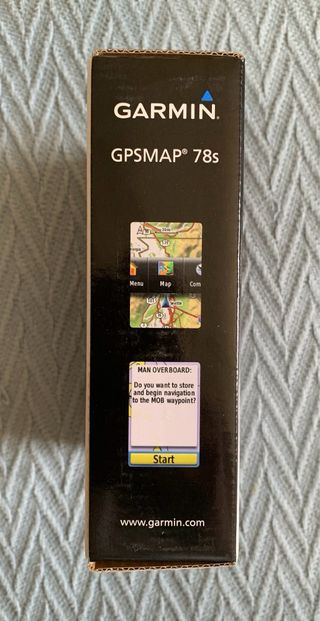 GARMIN.
GPSMAP® 78s
Menu Map Com
MAN OVERBOARD:
Do you want to store
and begin navigation
to the MOB waypoint?
Start
www.garmin.com